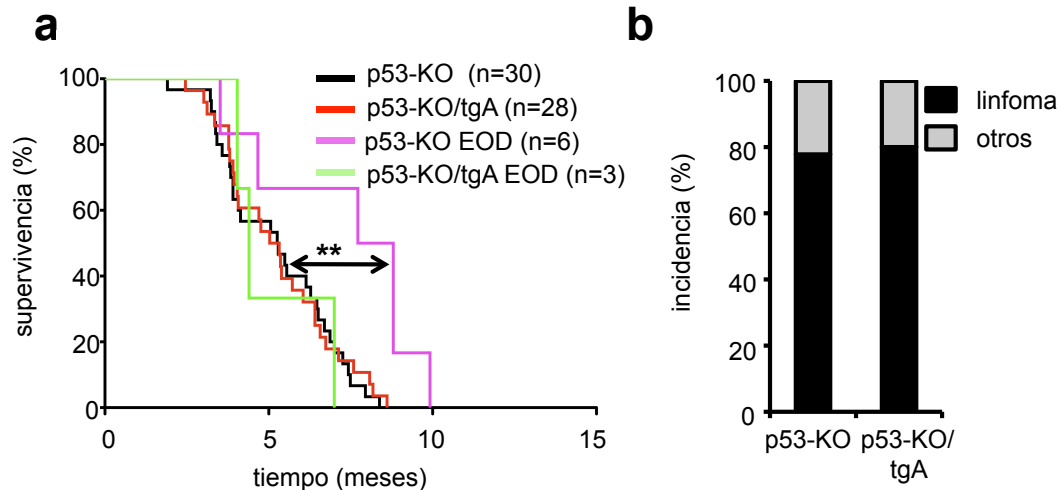 a
100
80
60
40
20
0
supervivencia (%)
p53-KO (n=30)
p53-KO/tgA (n=28)
p53-KO EOD (n=6)
p53-KO/tgA EOD (n=3)
**
0
5
10
15
tiempo (meses)
b
100
80
60
40
20
0
incidencia (%)
linfoma
otros
p53-KO
p53-KO/
tgA